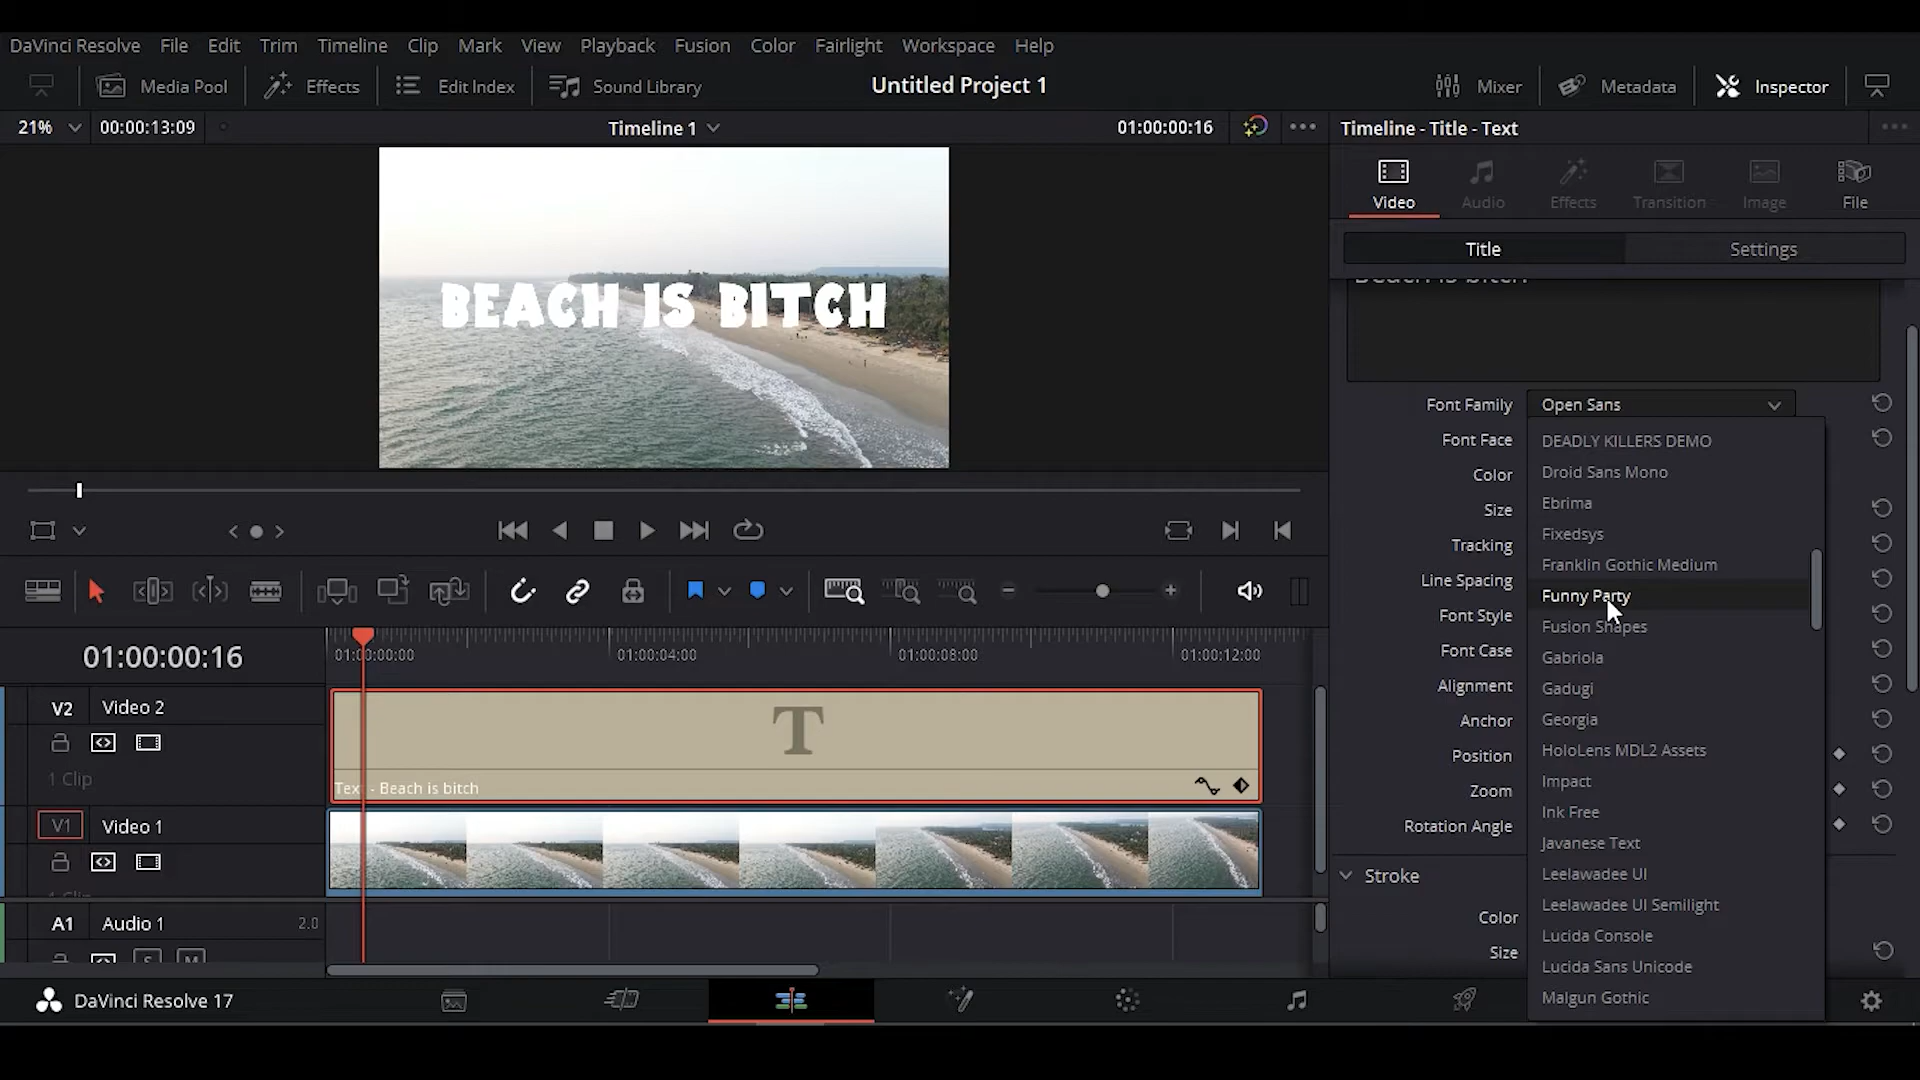 DaVinci Resolve File Edit Trim Timeline Clip Mark View Playback Fusion Color Fairlight Workspace Help
Media Pool Effects Edit Index Sound Library Untitled Project 1 Mixer Metadata Inspector
21% 00:00:13:09 Timeline 1 01:00:00:16 Timeline - Title - Text
Video Audio Effects Transition Image File
Title Settings
Beach is bitch
BEACH IS BITCH
Font Family Open Sans
Font Face DEADLY KILLERS DEMO
Color Droid Sans Mono
Size Ebrima
Fixedsys
Tracking Franklin Gothic Medium
Line Spacing Funny Party
Font Style Fusion Shapes
Font Case Gabriola
Alignment Gadugi
Anchor Georgia
Position HoloLens MDL2 Assets
Zoom Impact
Rotation Angle Ink Free
Javanese Text
Stroke Leelawadee UI
Color Leelawadee UI Semilight
Size Lucida Console
Lucida Sans Unicode
Malgun Gothic
01:00:00:16 01:00:00:00 01:00:04:00 01:00:08:00 01:00:12:00
V2 Video 2 T
1 Clip Text - Beach is bitch
V1 Video 1
1 Clip
A1 Audio 1 2.0
S M
DaVinci Resolve 17